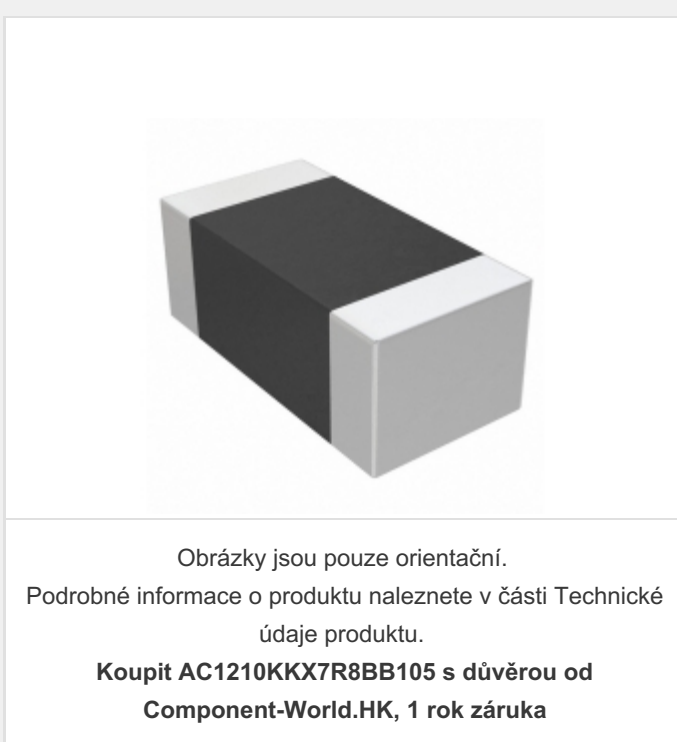 Obrázky jsou pouze orientační.
Podrobné informace o produktu naleznete v části Technické
údaje produktu.
Koupit AC1210KKX7R8BB105 s důvěrou od
Component-World.HK, 1 rok záruka